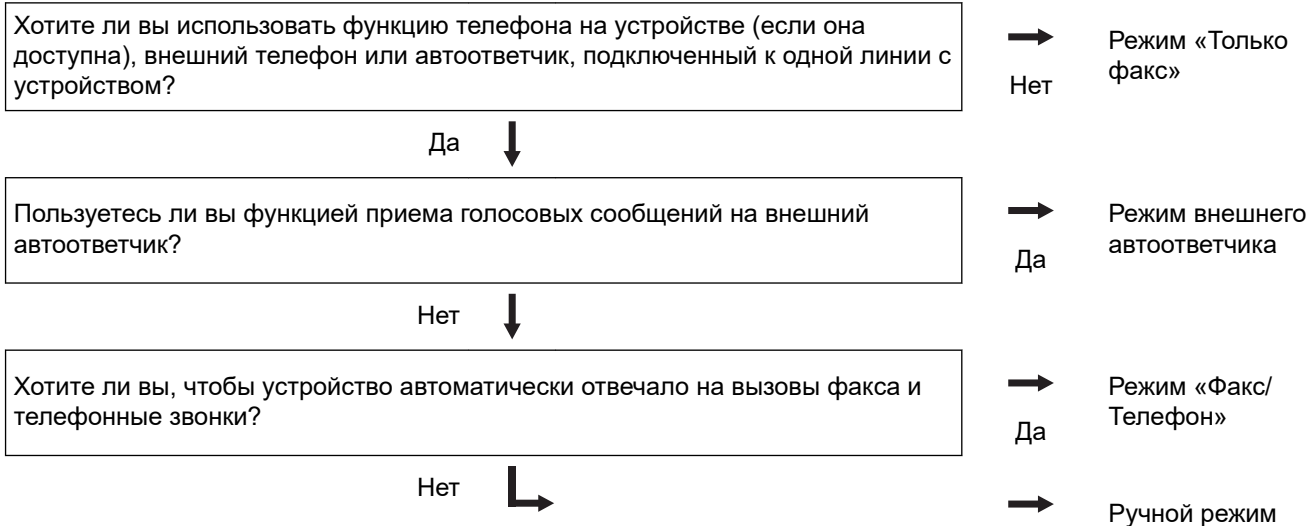 Хотите ли вы использовать функцию телефона на устройстве (если она
доступна), внешний телефон или автоответчик, подключенный к одной линии с
устройством?
Нет
Режим «Только
факс»
Да
Пользуетесь ли вы функцией приема голосовых сообщений на внешний
автоответчик?
Да
Режим внешнего
автоответчика
Нет
Хотите ли вы, чтобы устройство автоматически отвечало на вызовы факса и
телефонные звонки?
Да
Режим «Факс/
Телефон»
Нет
Ручной режим